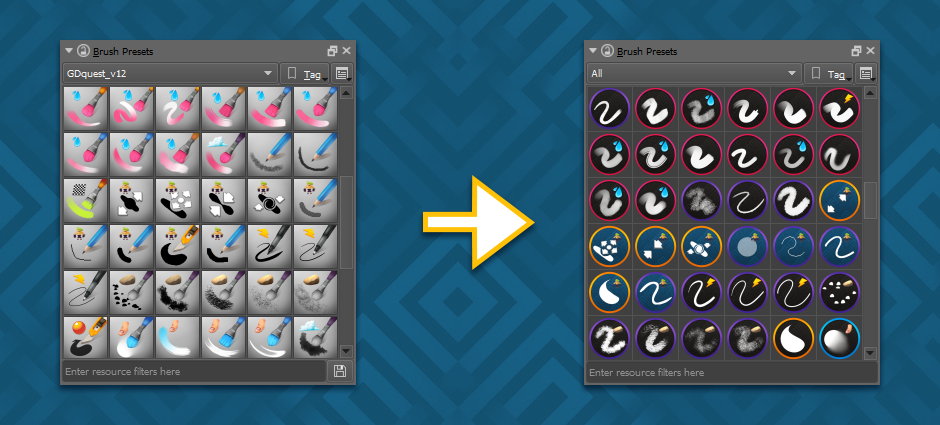 Brush Presets
GDquest_v12
Tag
Enter resource filters here
Brush Presets
All
Tag
Enter resource filters here